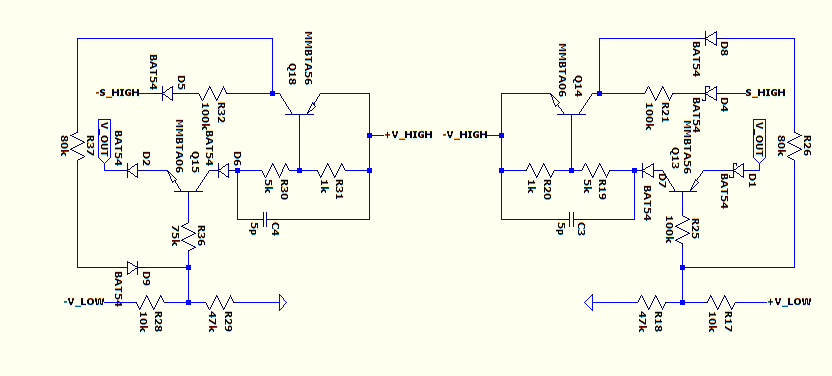 MMBTA56
Q18
BAT54
D5
-S_HIGH
R32
100k
+V_HIGH
R37
80k
V_OUT
BAT54
D2
MMBTA06
Q15
BAT54
D6
R30
5k
R31
1k
C4
5p
R36
75k
D9
BAT54
-V_LOW
R28
10k
R29
47k
D8
BAT54
MMBTA06
Q14
S_HIGH
D4
BAT54
R21
100k
-V_HIGH
MMBTA56
Q13
V_OUT
R26
80k
R20
1k
R19
5k
D7
BAT54
D1
BAT54
C3
5p
R25
100k
R18
47k
R17
10k
+V_LOW